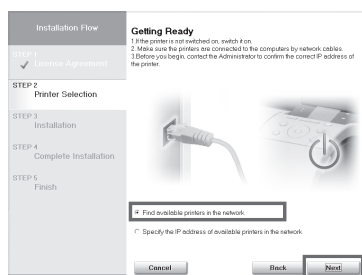 Installation Flow
STEP 1
License Agreement
STEP 2
Printer Selection
STEP 3
Installation
STEP 4
Complete Installation
STEP 5
Finish
Getting Ready
1.If the printer is not switched on, switch it on.
2. Make sure the printers are connected to the computers by network cables.
3.Before you begin, contact the Administrator to confirm the correct IP address of
the printer.
Find available printers in the network
Specify the IP address of available printers in the network
Cancel
Back
Next